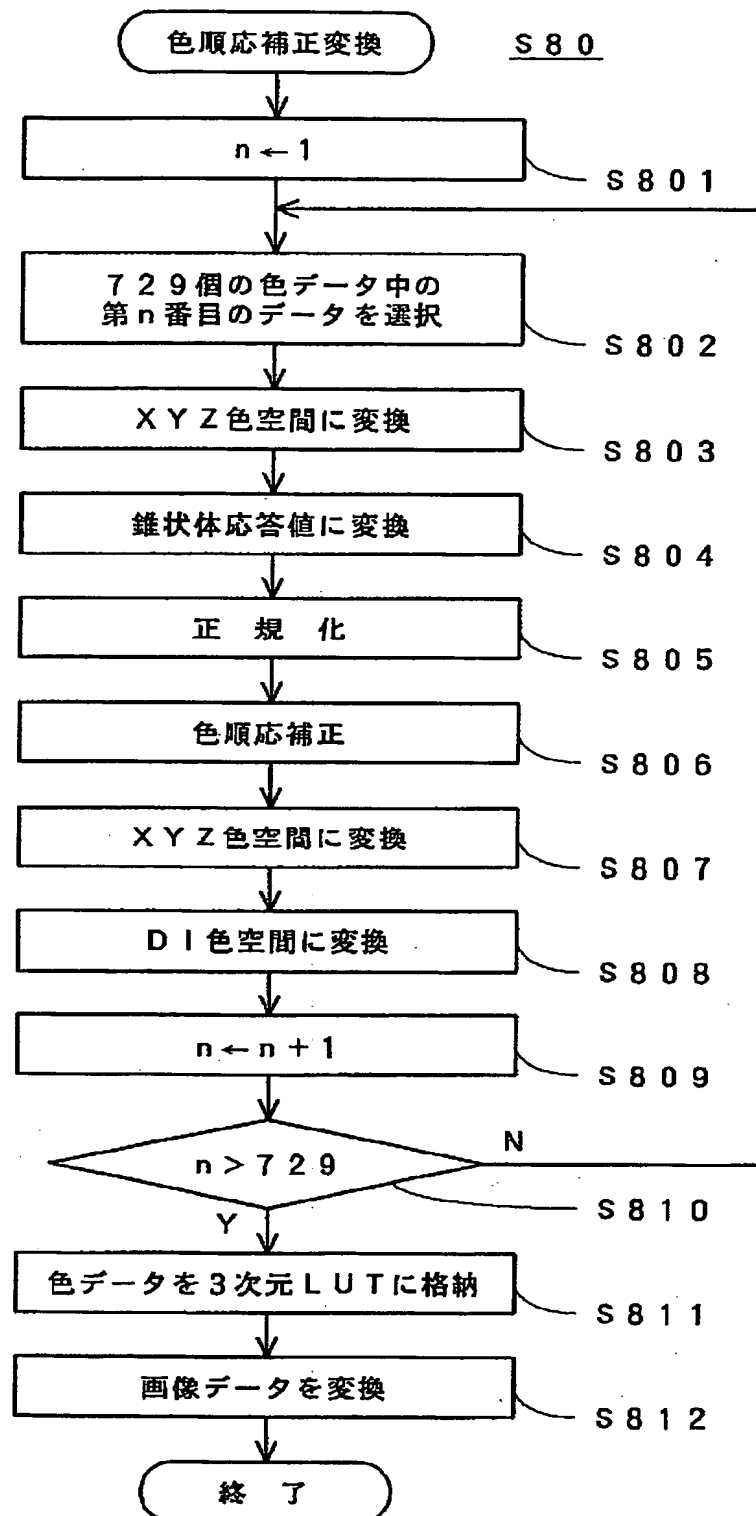 色順応補正変換
S80
n←1
S801
729個の色データ中の
第n番目のデータを選択
S802
XYZ色空間に変換
S803
錐状体応答値に変換
S804
正規化
S805
色順応補正
S806
XYZ色空間に変換
S807
DI色空間に変換
S808
n←n+1
S809
n>729
N
S810
Y
色データを3次元LUTに格納
S811
画像データを変換
S812
終了